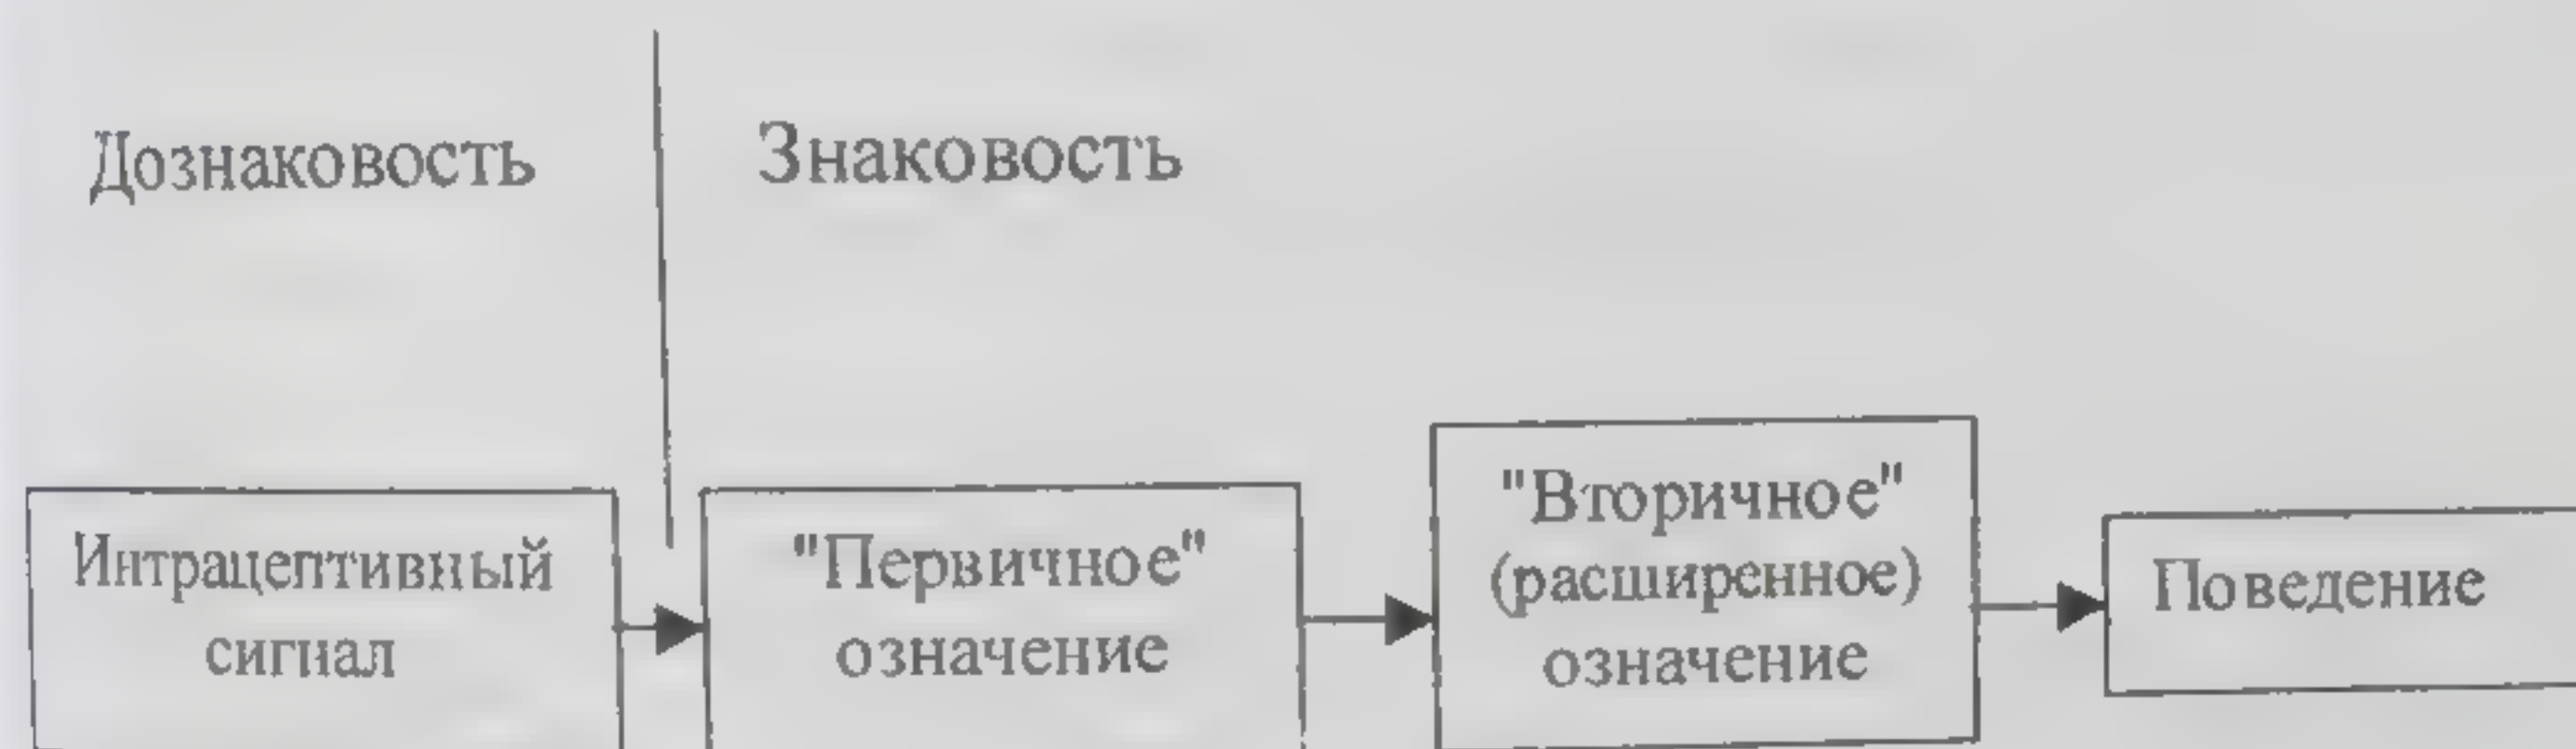 Дознаковость
Знаковость
Интрацептивный
сигнал
"Первичное"
означение
"Вторичное"
(расширенное)
означение
Поведение